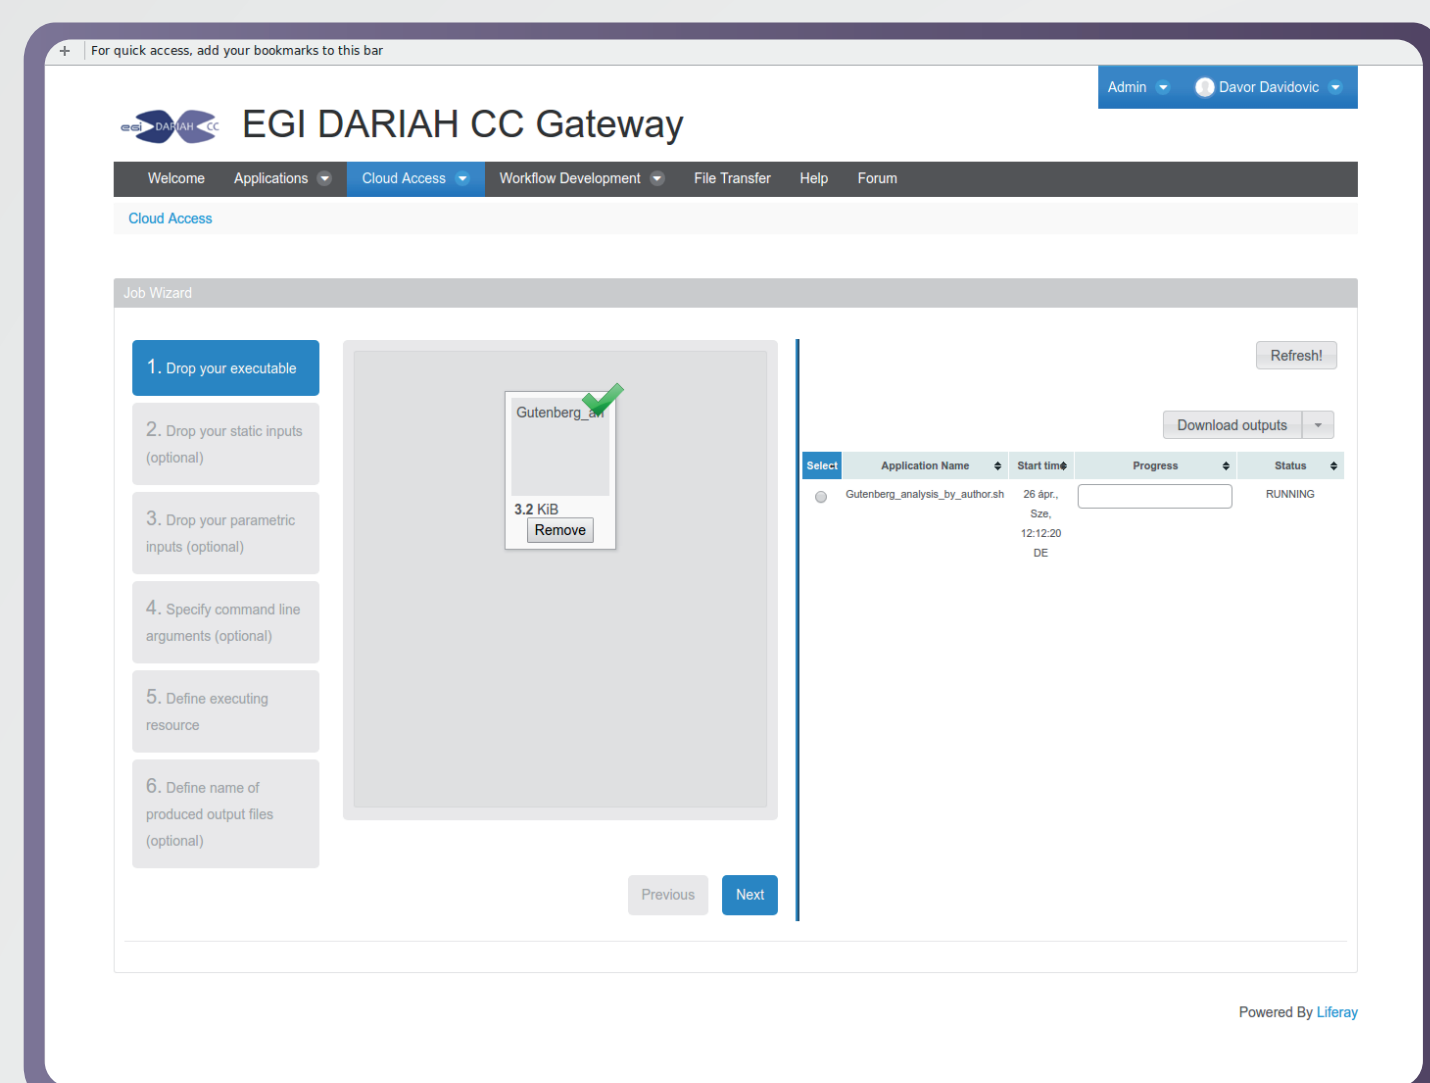 + For quick access, add your bookmarks to this bar
Admin Davor Davidovic
egi DARIAH CC
EGI DARIAH CC Gateway
Welcome Applications Cloud Access Workflow Development File Transfer Help Forum
Cloud Access
Job Wizard
1. Drop your executable
2. Drop your static inputs
(optional)
3. Drop your parametric
inputs (optional)
4. Specify command line
arguments (optional)
5. Define executing
resource
6. Define name of
produced output files
(optional)
Gutenberg_an
3.2 KiB
Remove
Previous Next
Refresh!
Download outputs
Select Application Name Start time Progress Status
Gutenberg_analysis_by_author.sh 26 ápr., RUNNING
Sze,
12:12:20
DE
Powered By Liferay